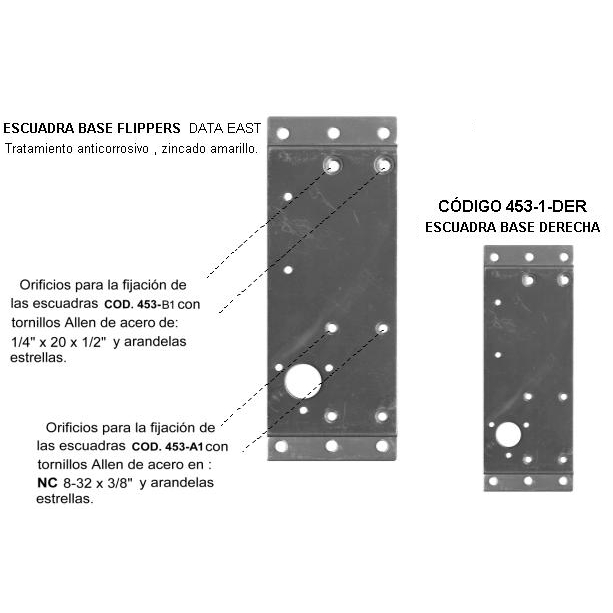 ESCUADRA BASE FLIPPERS DATA EAST
Tratamiento anticorrosivo , zincado amarillo.
CÓDIGO 453-1-DER
ESCUADRA BASE DERECHA
Orificios para la fijación de
las escuadras COD. 453-B1 con
tornillos Allen de acero de:
1/4" x 20 x 1/2" y arandelas
estrellas.
Orificios para la fijación de
las escuadras COD. 453-A1 con
tornillos Allen de acero en :
NC 8-32 x 3/8" y arandelas
estrellas.